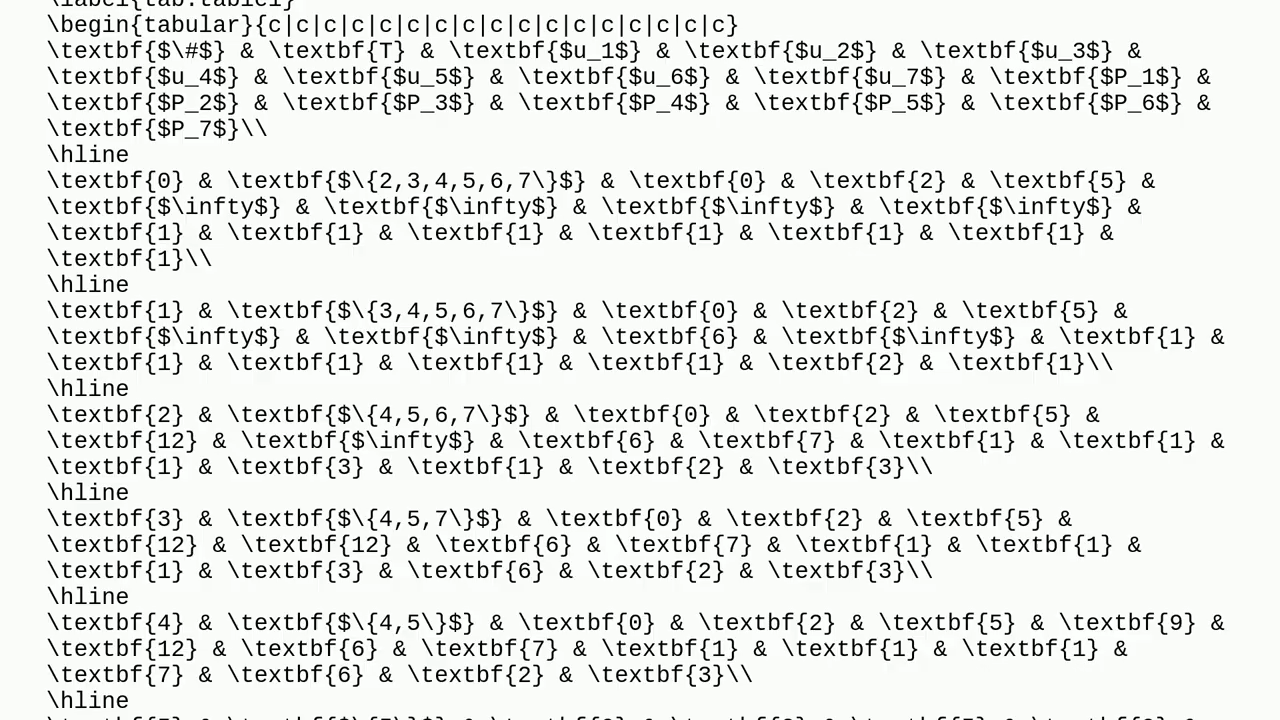 \label{tab:table1}
\begin{tabular}{c|c|c|c|c|c|c|c|c|c|c|c|c|c|c|c|c}
\textbf{$\#$} & \textbf{T} & \textbf{$u_1$} & \textbf{$u_2$} & \textbf{$u_3$} &
\textbf{$u_4$} & \textbf{$u_5$} & \textbf{$u_6$} & \textbf{$u_7$} & \textbf{$P_1$} &
\textbf{$P_2$} & \textbf{$P_3$} & \textbf{$P_4$} & \textbf{$P_5$} & \textbf{$P_6$} &
\textbf{$P_7$}\\
\hline
\textbf{0} & \textbf{$\{2,3,4,5,6,7\}$} & \textbf{0} & \textbf{2} & \textbf{5} &
\textbf{$\infty$} & \textbf{$\infty$} & \textbf{$\infty$} & \textbf{$\infty$} &
\textbf{1} & \textbf{1} & \textbf{1} & \textbf{1} & \textbf{1} & \textbf{1} &
\textbf{1}\\
\hline
\textbf{1} & \textbf{$\{3,4,5,6,7\}$} & \textbf{0} & \textbf{2} & \textbf{5} &
\textbf{$\infty$} & \textbf{$\infty$} & \textbf{6} & \textbf{$\infty$} & \textbf{1} &
\textbf{1} & \textbf{1} & \textbf{1} & \textbf{1} & \textbf{2} & \textbf{1}\\
\hline
\textbf{2} & \textbf{$\{4,5,6,7\}$} & \textbf{0} & \textbf{2} & \textbf{5} &
\textbf{12} & \textbf{$\infty$} & \textbf{6} & \textbf{7} & \textbf{1} & \textbf{1} &
\textbf{1} & \textbf{3} & \textbf{1} & \textbf{2} & \textbf{3}\\
\hline
\textbf{3} & \textbf{$\{4,5,7\}$} & \textbf{0} & \textbf{2} & \textbf{5} &
\textbf{12} & \textbf{12} & \textbf{6} & \textbf{7} & \textbf{1} & \textbf{1} &
\textbf{1} & \textbf{3} & \textbf{6} & \textbf{2} & \textbf{3}\\
\hline
\textbf{4} & \textbf{$\{4,5\}$} & \textbf{0} & \textbf{2} & \textbf{5} & \textbf{9} &
\textbf{12} & \textbf{6} & \textbf{7} & \textbf{1} & \textbf{1} & \textbf{1} &
\textbf{7} & \textbf{6} & \textbf{2} & \textbf{3}\\
\hline